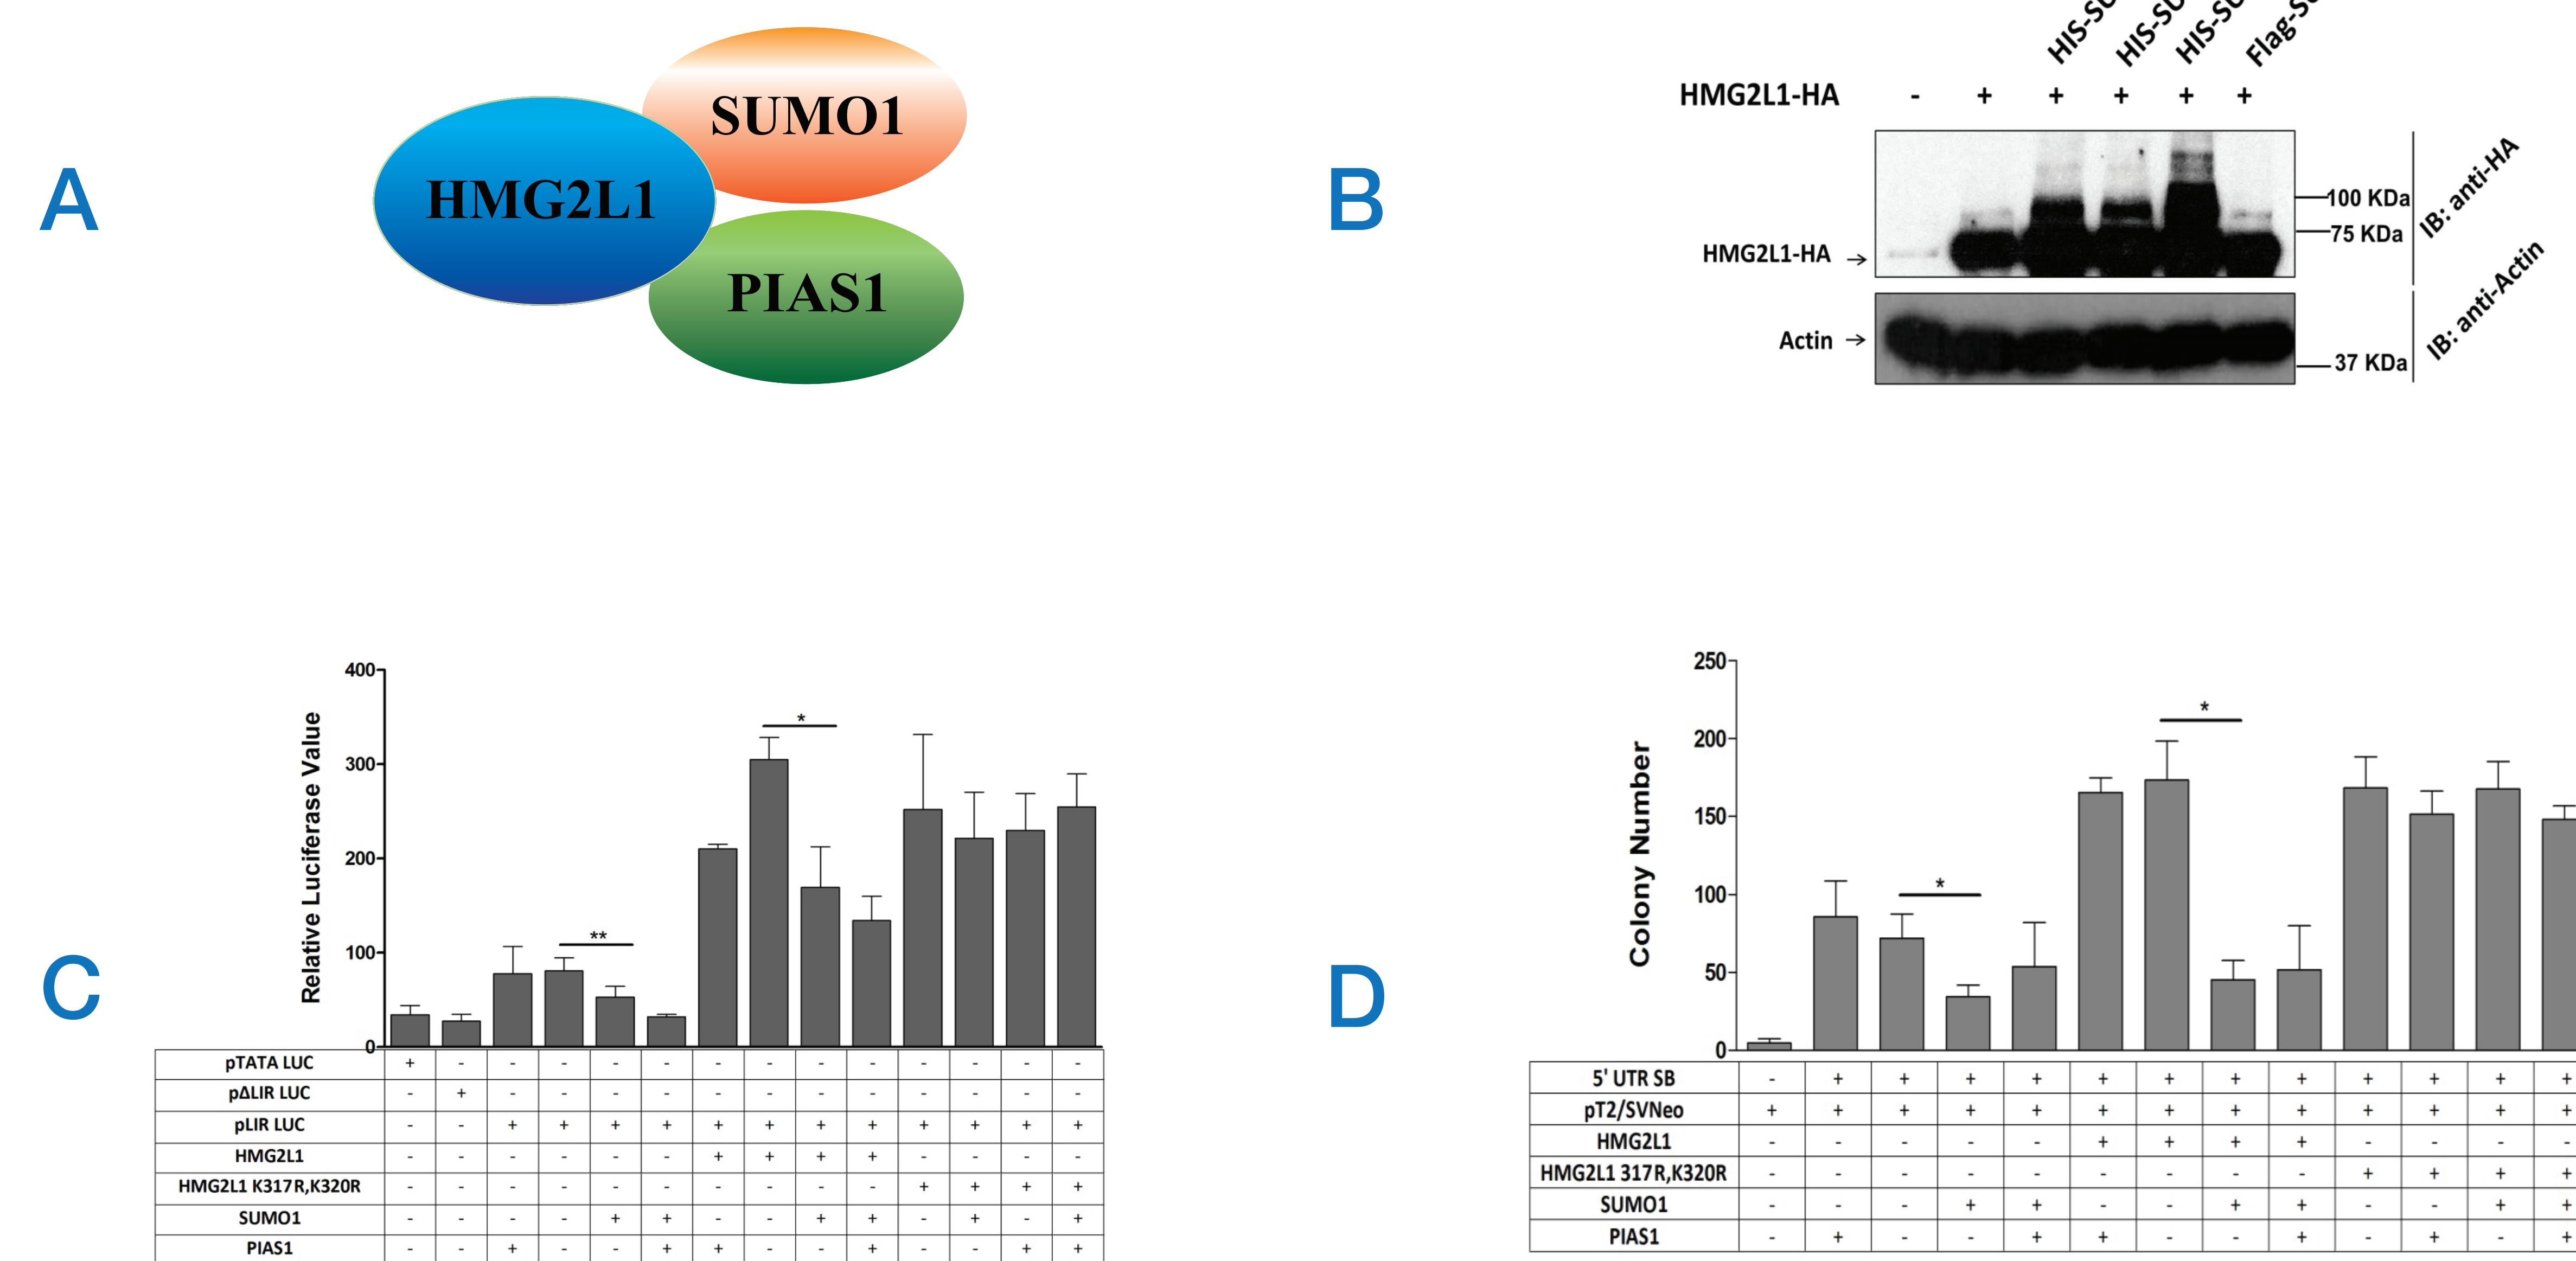 A
HMG2L1
SUMO1
PIAS1
B
HMG2L1-HA - + + + + +
100 KDa
75 KDa
HMG2L1-HA →
IB: anti-HA
Actin →
37 KDa
IB: anti-Actin
C
Relative Luciferase Value
400
300
200
100
0
*
**
pTATA LUC + - - - - - - - - - - - - -
pΔLIR LUC - + - - - - - - - - - - - -
pLIR LUC - - + + + + + + + + + + + +
HMG2L1 - - - - - - + + + + - - - -
HMG2L1 K317R,K320R - - - - - - - - - - + + + +
SUMO1 - - - - + + - - + + - + - +
PIAS1 - - + - - + + - - + - - + +
D
Colony Number
250
200
150
100
50
0
*
*
5' UTR SB - + + + + + + + + + + + +
pT2/SVNeo + + + + + + + + + + + + +
HMG2L1 - - - - - + + + + - - - -
HMG2L1 317R,K320R - - - - - - - - - + + + +
SUMO1 - - - + + - - + + - - + +
PIAS1 - + - - + + - - + - + - +